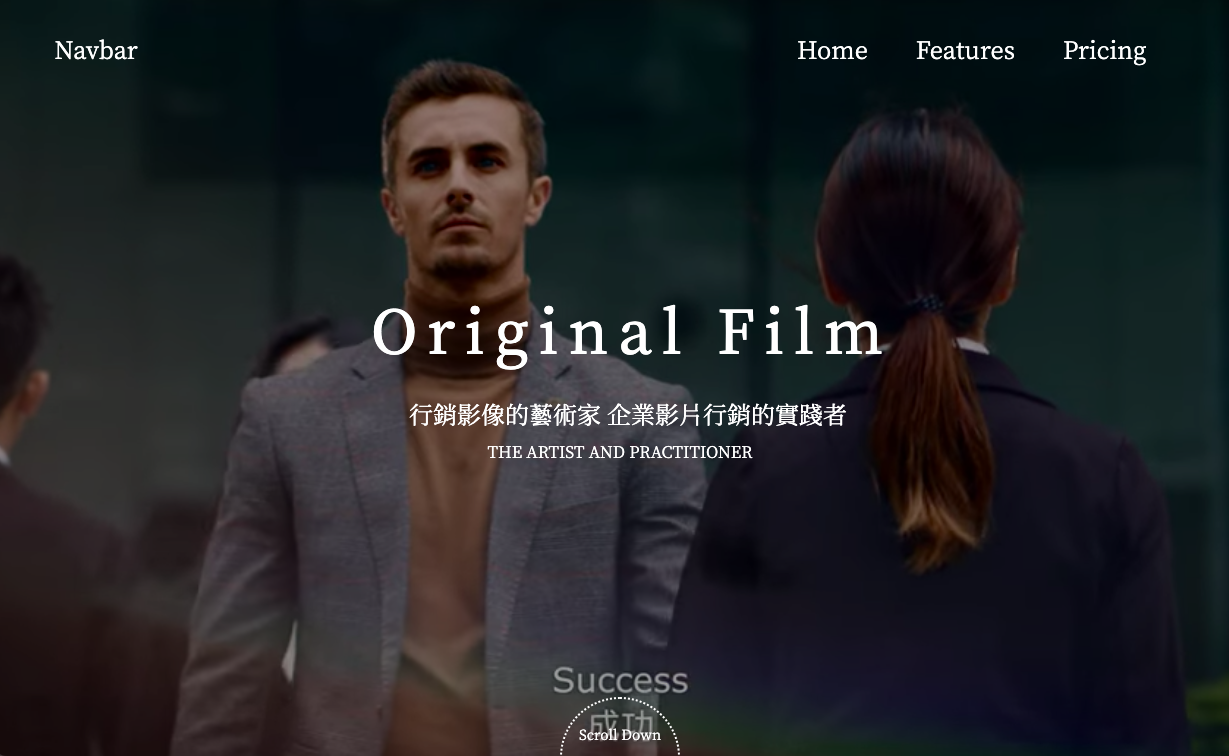 Navbar
Home Features Pricing
Original Film
行銷影像的藝術家 企業影片行銷的實踐者
THE ARTIST AND PRACTITIONER
Success
成功
Scroll Down